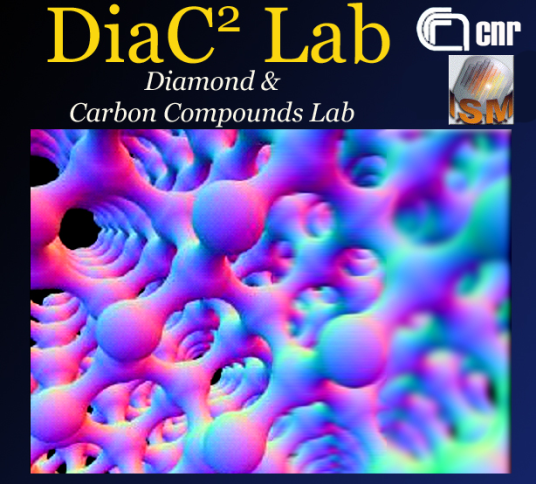 DiaC² Lab
cnr
Diamond &
Carbon Compounds Lab
ISM